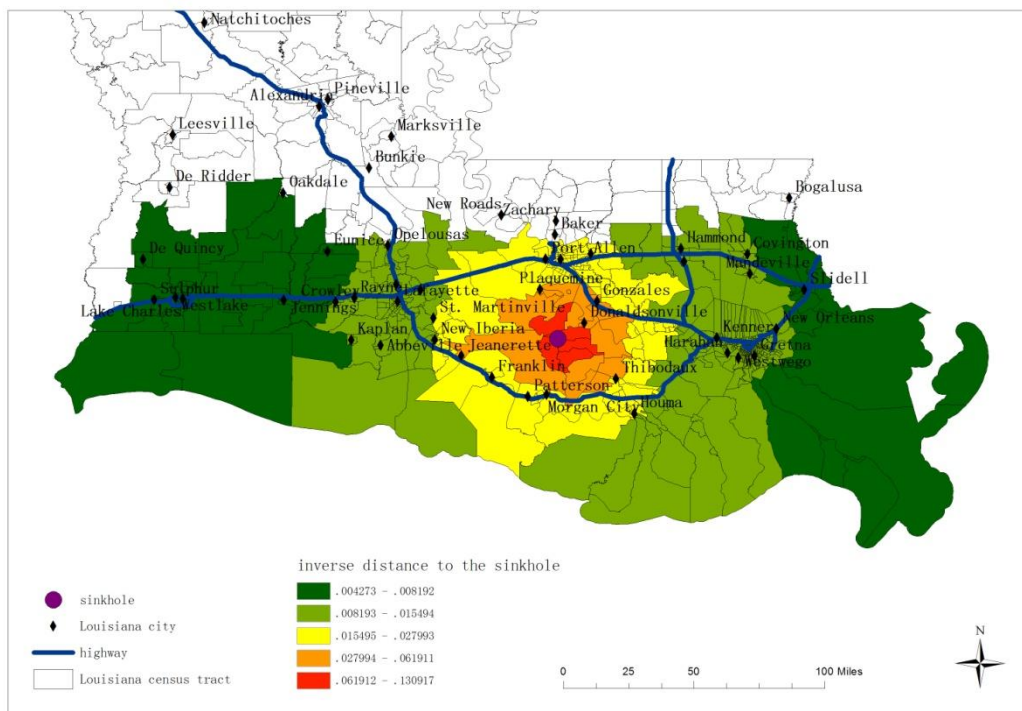 Natchitoches
Pineville
Alexandria
Leesville
Marksville
Bunkie
De Ridder
Oakdale
Bogalusa
New Roads
Zachary
Baker
Eunice
Opelousas
Port Allen
Hammond
Covington
De Quincy
Mandeville
Plaquemine
Slidell
Sulphur
Westlake
Crowley
Rayne
Lafayette
Gonzales
Lake Charles
Jennings
St. Martinville
Donaldsonville
New Orleans
Kaplan
New Iberia
Kenner
Harahan
Gretna
Abbeville
Jeanerette
Westwego
Franklin
Thibodaux
Patterson
Morgan City
Houma
inverse distance to the sinkhole
.004273 - .008192
.008193 - .015494
.015495 - .027993
.027994 - .061911
.061912 - .130917
sinkhole
Louisiana city
highway
Louisiana census tract
0 25 50 100 Miles
N